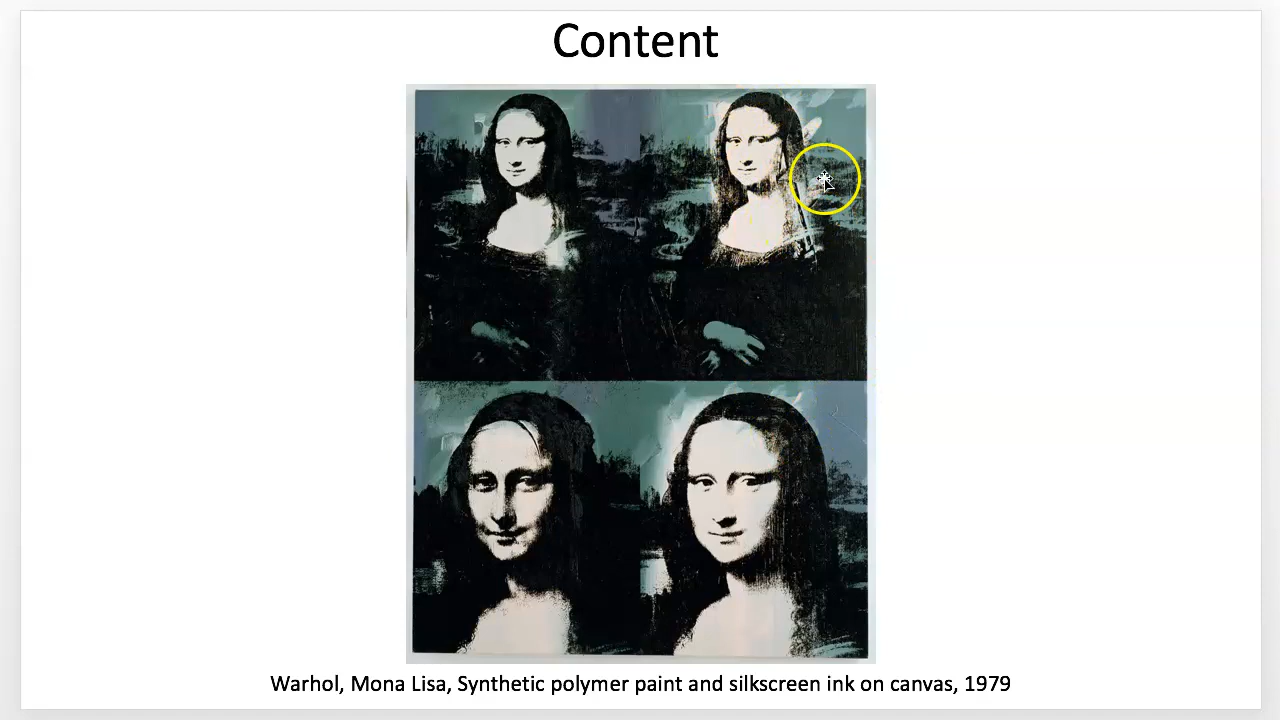 Content
Warhol, Mona Lisa, Synthetic polymer paint and silkscreen ink on canvas, 1979